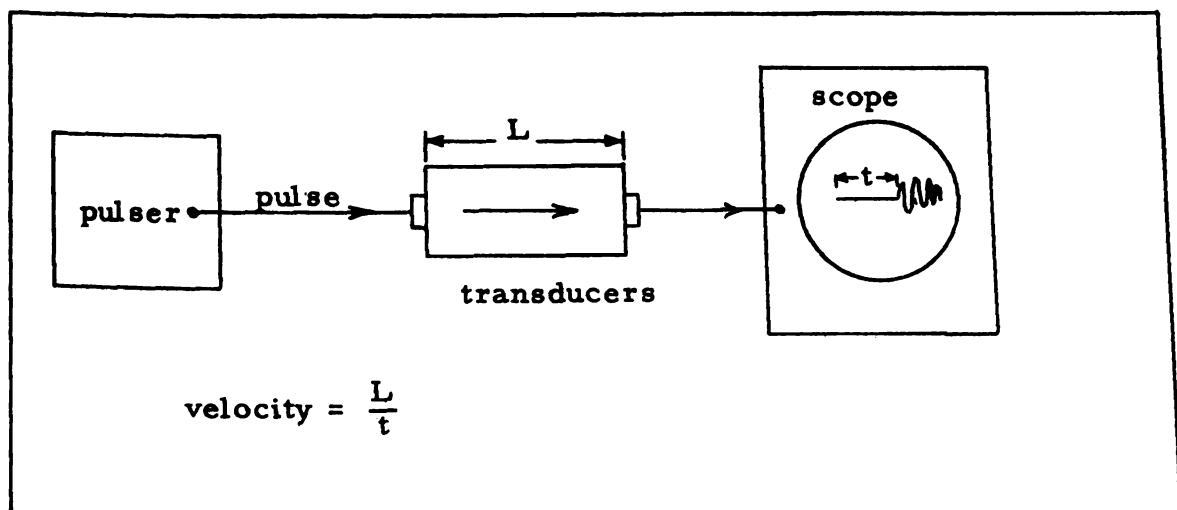 scope
L
t
pulser
pulse
transducers
velocity = L/t